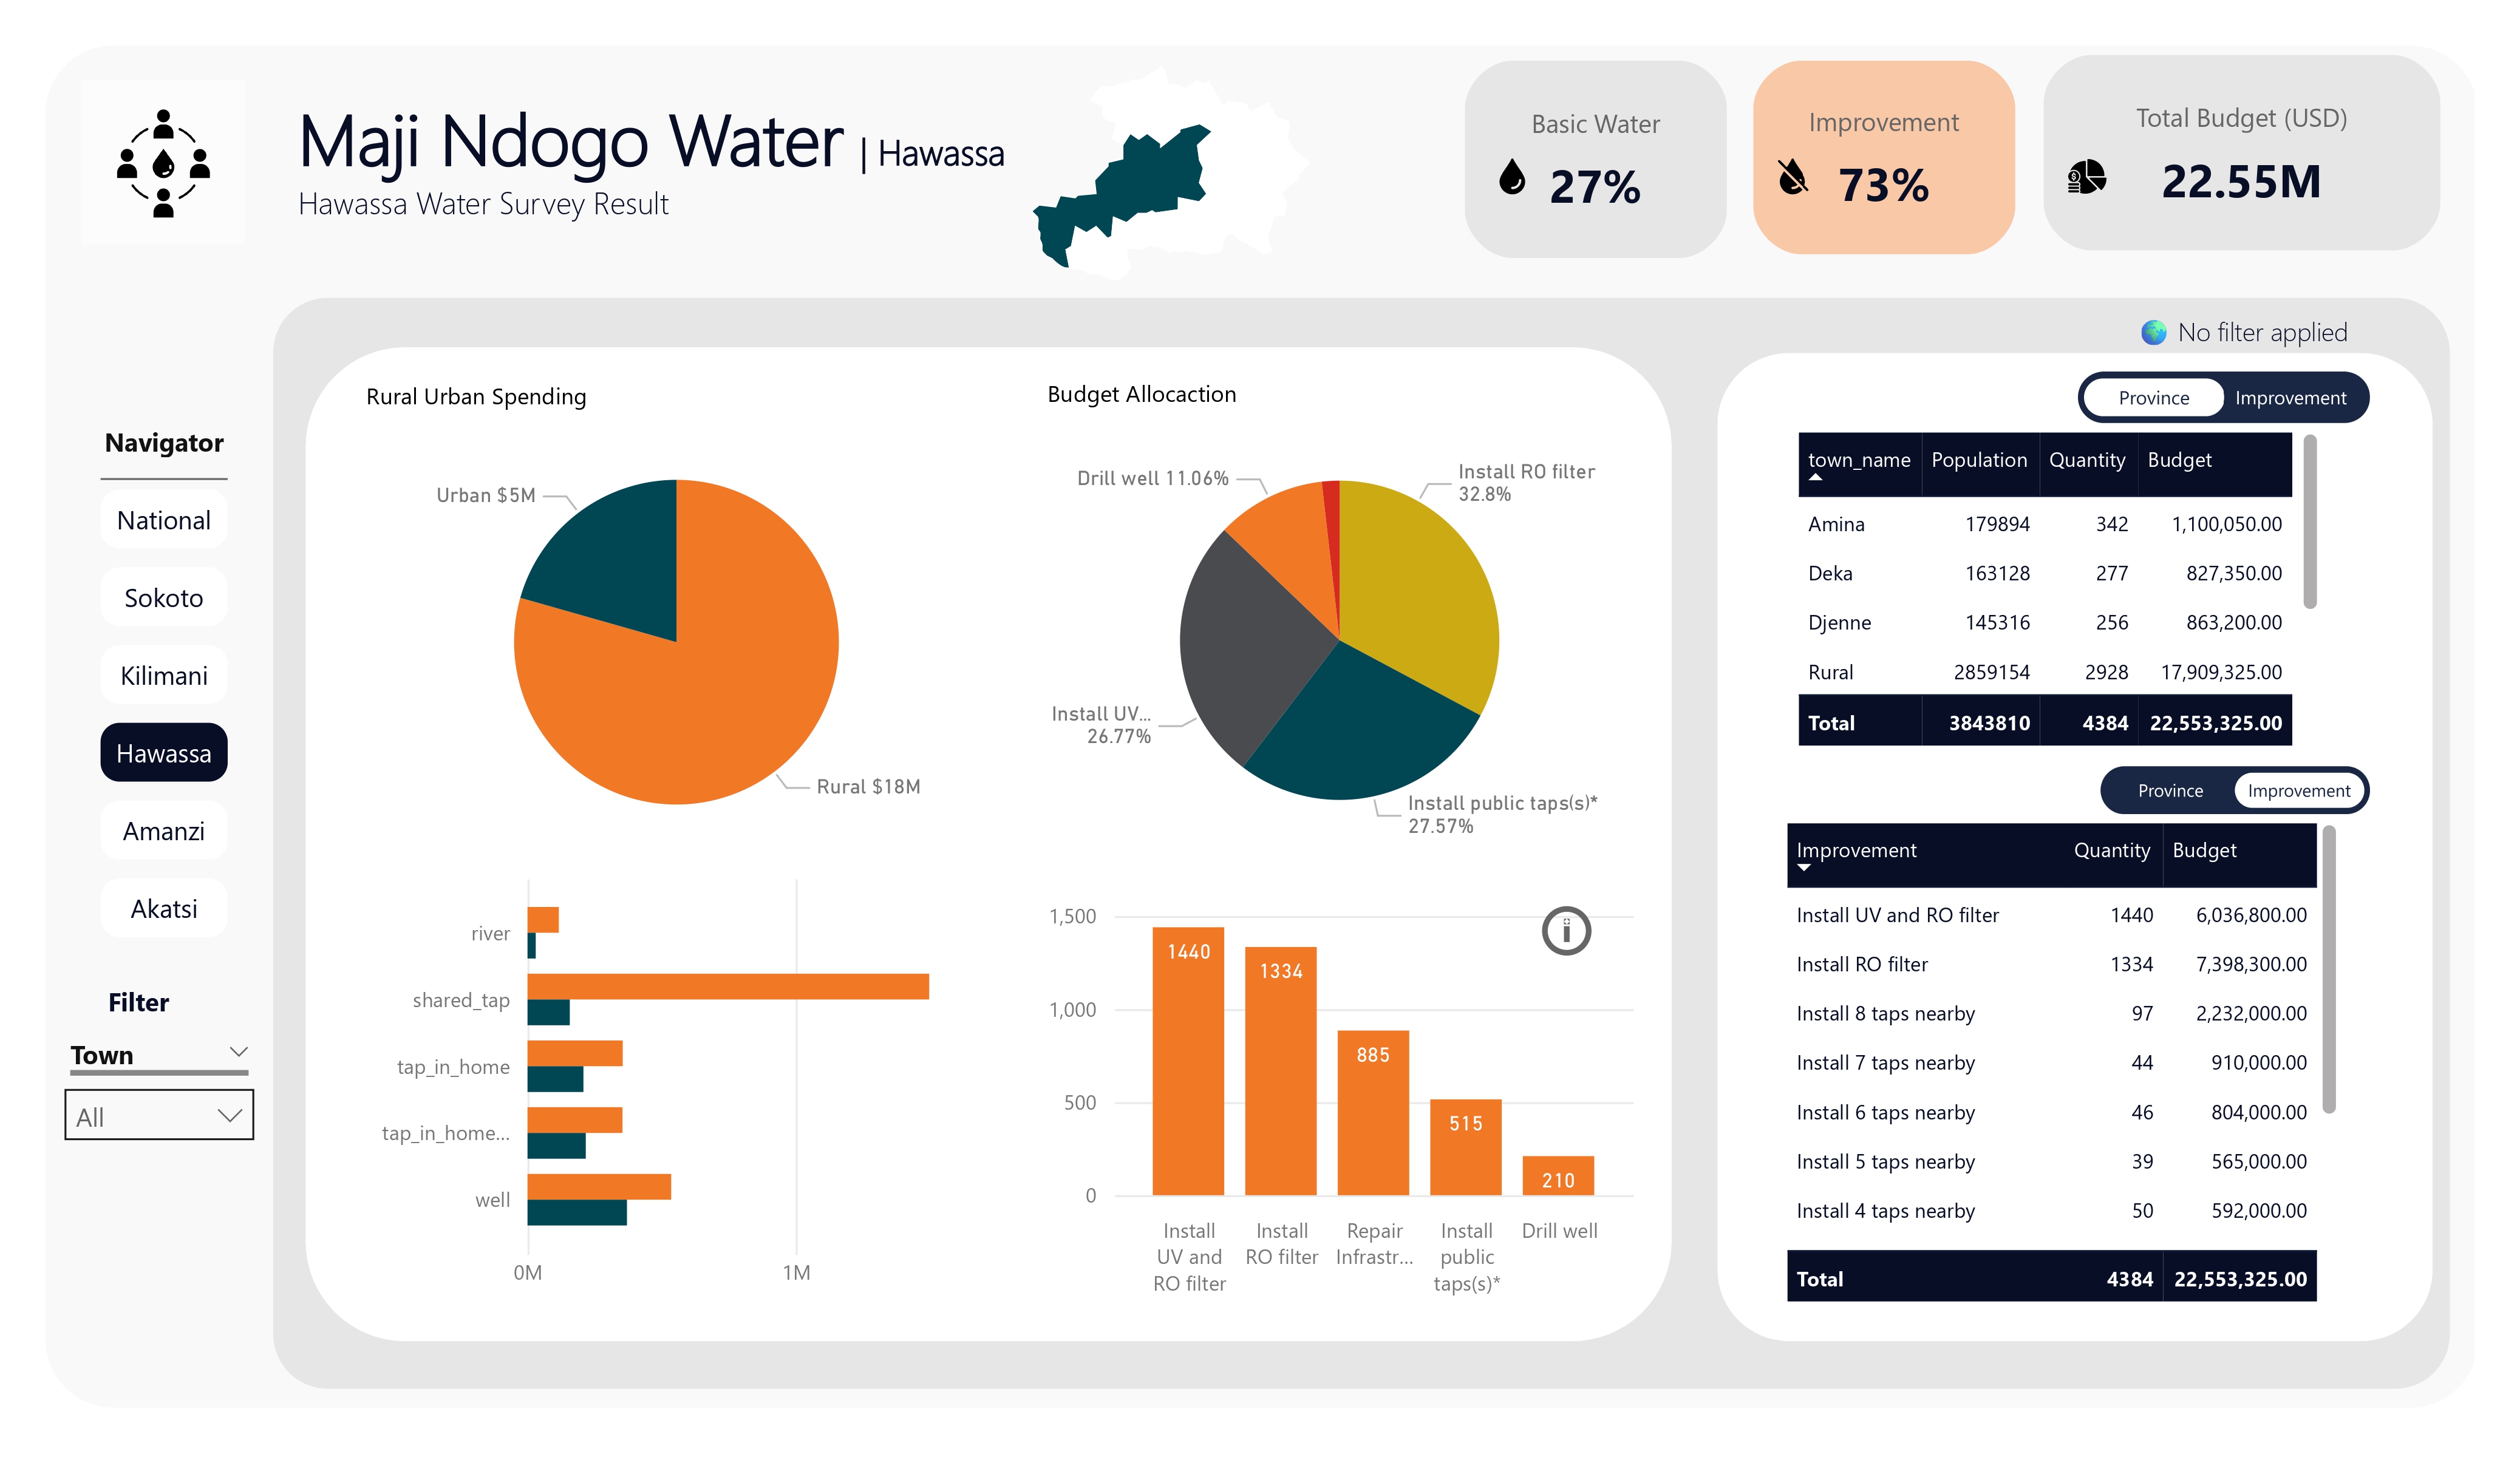 Maji Ndogo Water | Hawassa
Hawassa Water Survey Result
Basic Water
27%
Improvement
73%
Total Budget (USD)
22.55M
No filter applied
Navigator
National
Sokoto
Kilimani
Hawassa
Amanzi
Akatsi
Filter
Town
All
Rural Urban Spending
Urban $5M
Rural $18M
Budget Allocaction
Drill well 11.06%
Install RO filter
32.8%
Install UV...
26.77%
Install public taps(s)*
27.57%
river
shared_tap
tap_in_home
tap_in_home...
well
0M 1M
1,500
1,000
500
0
1440
1334
885
515
210
Install
UV and
RO filter
Install
RO filter
Repair
Infrastr...
Install
public
taps(s)*
Drill well
Province Improvement
town_name Population Quantity Budget
Amina 179894 342 1,100,050.00
Deka 163128 277 827,350.00
Djenne 145316 256 863,200.00
Rural 2859154 2928 17,909,325.00
Total 3843810 4384 22,553,325.00
Province Improvement
Improvement Quantity Budget
Install UV and RO filter 1440 6,036,800.00
Install RO filter 1334 7,398,300.00
Install 8 taps nearby 97 2,232,000.00
Install 7 taps nearby 44 910,000.00
Install 6 taps nearby 46 804,000.00
Install 5 taps nearby 39 565,000.00
Install 4 taps nearby 50 592,000.00
Total 4384 22,553,325.00